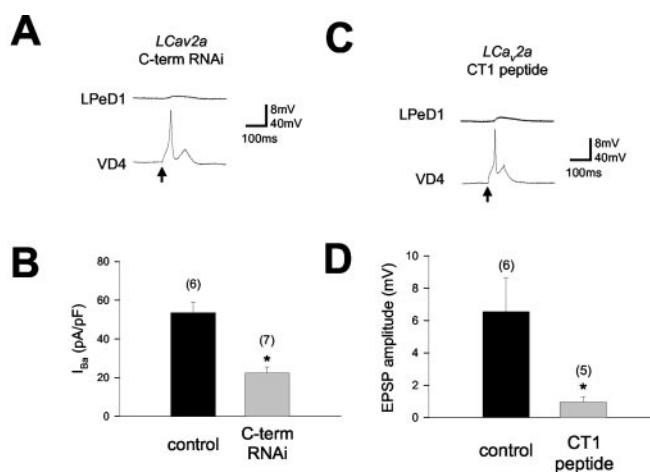 A
LCav2a
C-term RNAi
LPeD1
8mV
40mV
100ms
VD4
C
LCav2a
CT1 peptide
LPeD1
8mV
40mV
100ms
VD4
B
I Ba (pA/pF)
80
60
40
20
0
(6)
(7)
*
control
C-term
RNAi
D
EPSP amplitude (mV)
10
8
6
4
2
0
(6)
(5)
*
control
CT1
peptide